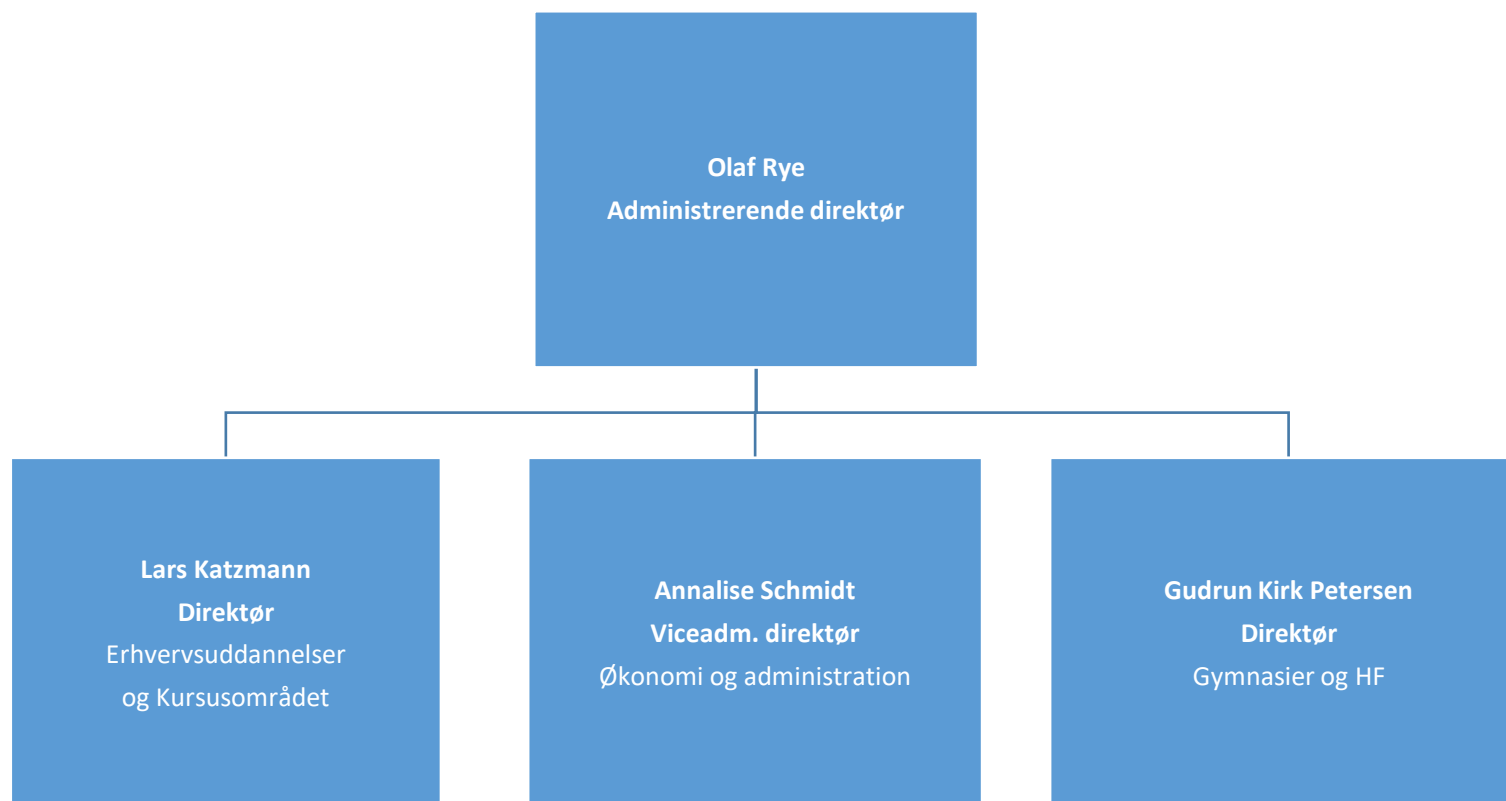 Olaf Rye
Administrerende direktør
Lars Katzmann
Direktør
Erhvervsuddannelser
og Kursusområdet
Annalise Schmidt
Viceadm. direktør
Økonomi og administration
Gudrun Kirk Petersen
Direktør
Gymnasier og HF